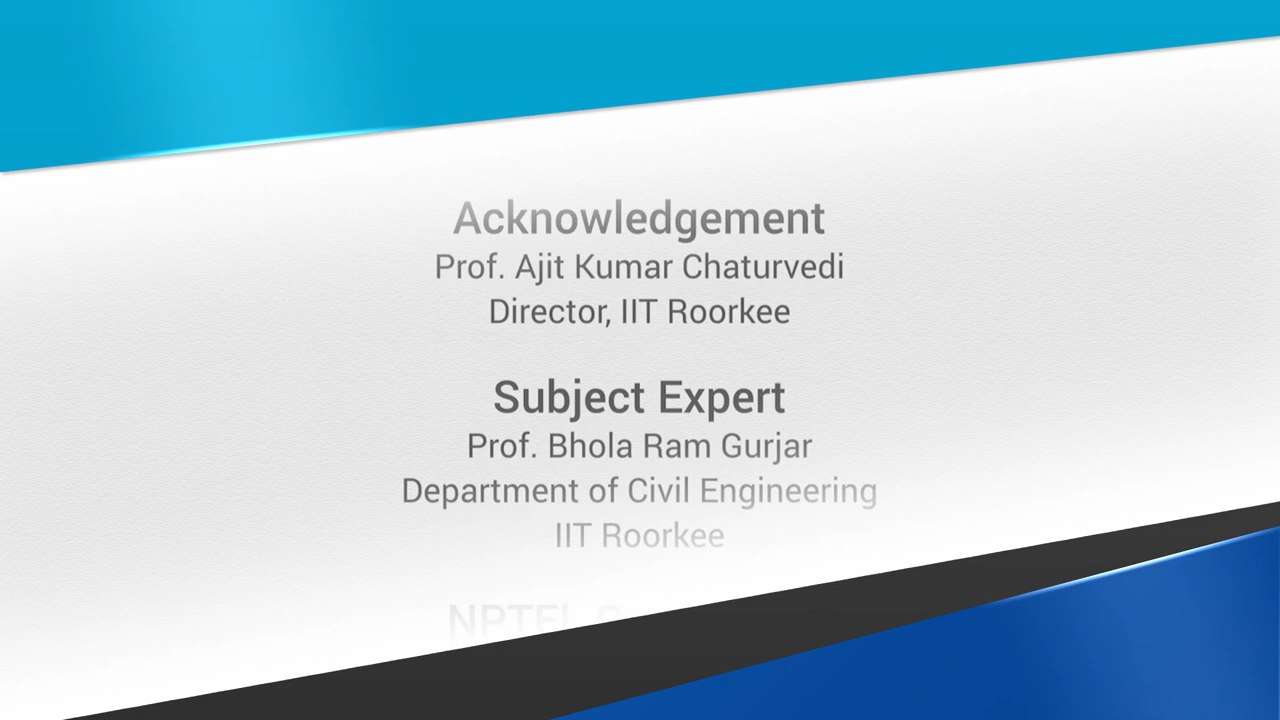 Acknowledgement
Prof. Ajit Kumar Chaturvedi
Director, IIT Roorkee
Subject Expert
Prof. Bhola Ram Gurjar
Department of Civil Engineering
IIT Roorkee
NPTEL